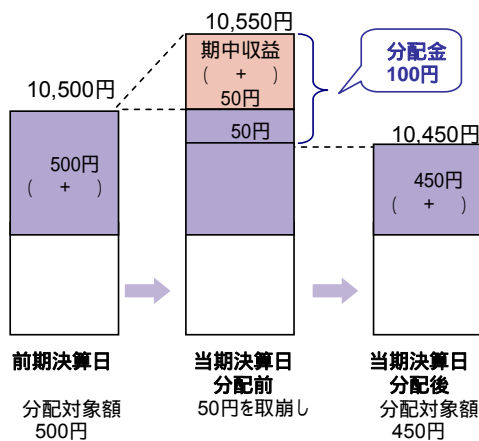 10,550円
期中収益
( + )
50円
分配金
100円
10,500円
500円
( + )
50円
10,450円
450円
( + )
前期決算日
分配対象額
500円
当期決算日
分配前
50円を取崩し
当期決算日
分配後
分配対象額
450円